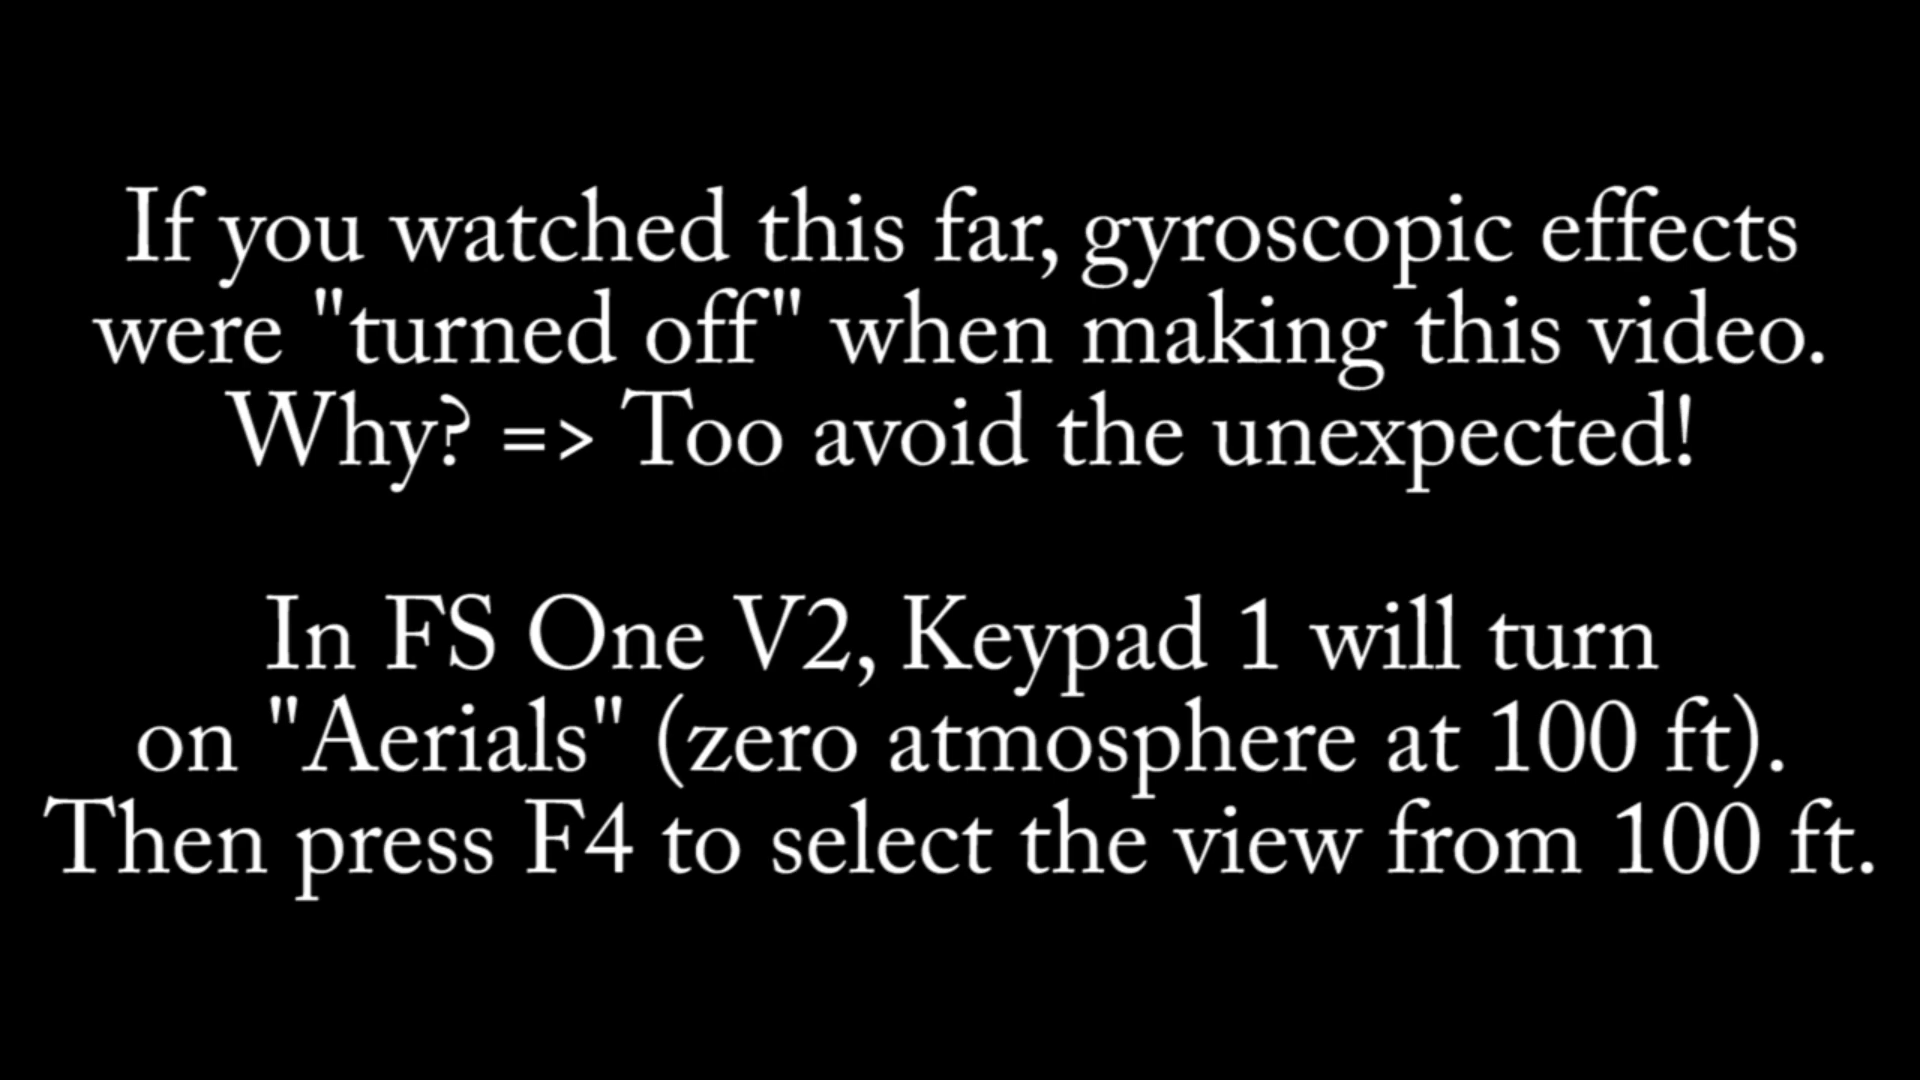 If you watched this far, gyroscopic effects
were "turned off" when making this video.
Why? => Too avoid the unexpected!
In FS One V2, Keypad 1 will turn
on "Aerials" (zero atmosphere at 100 ft).
Then press F4 to select the view from 100 ft.